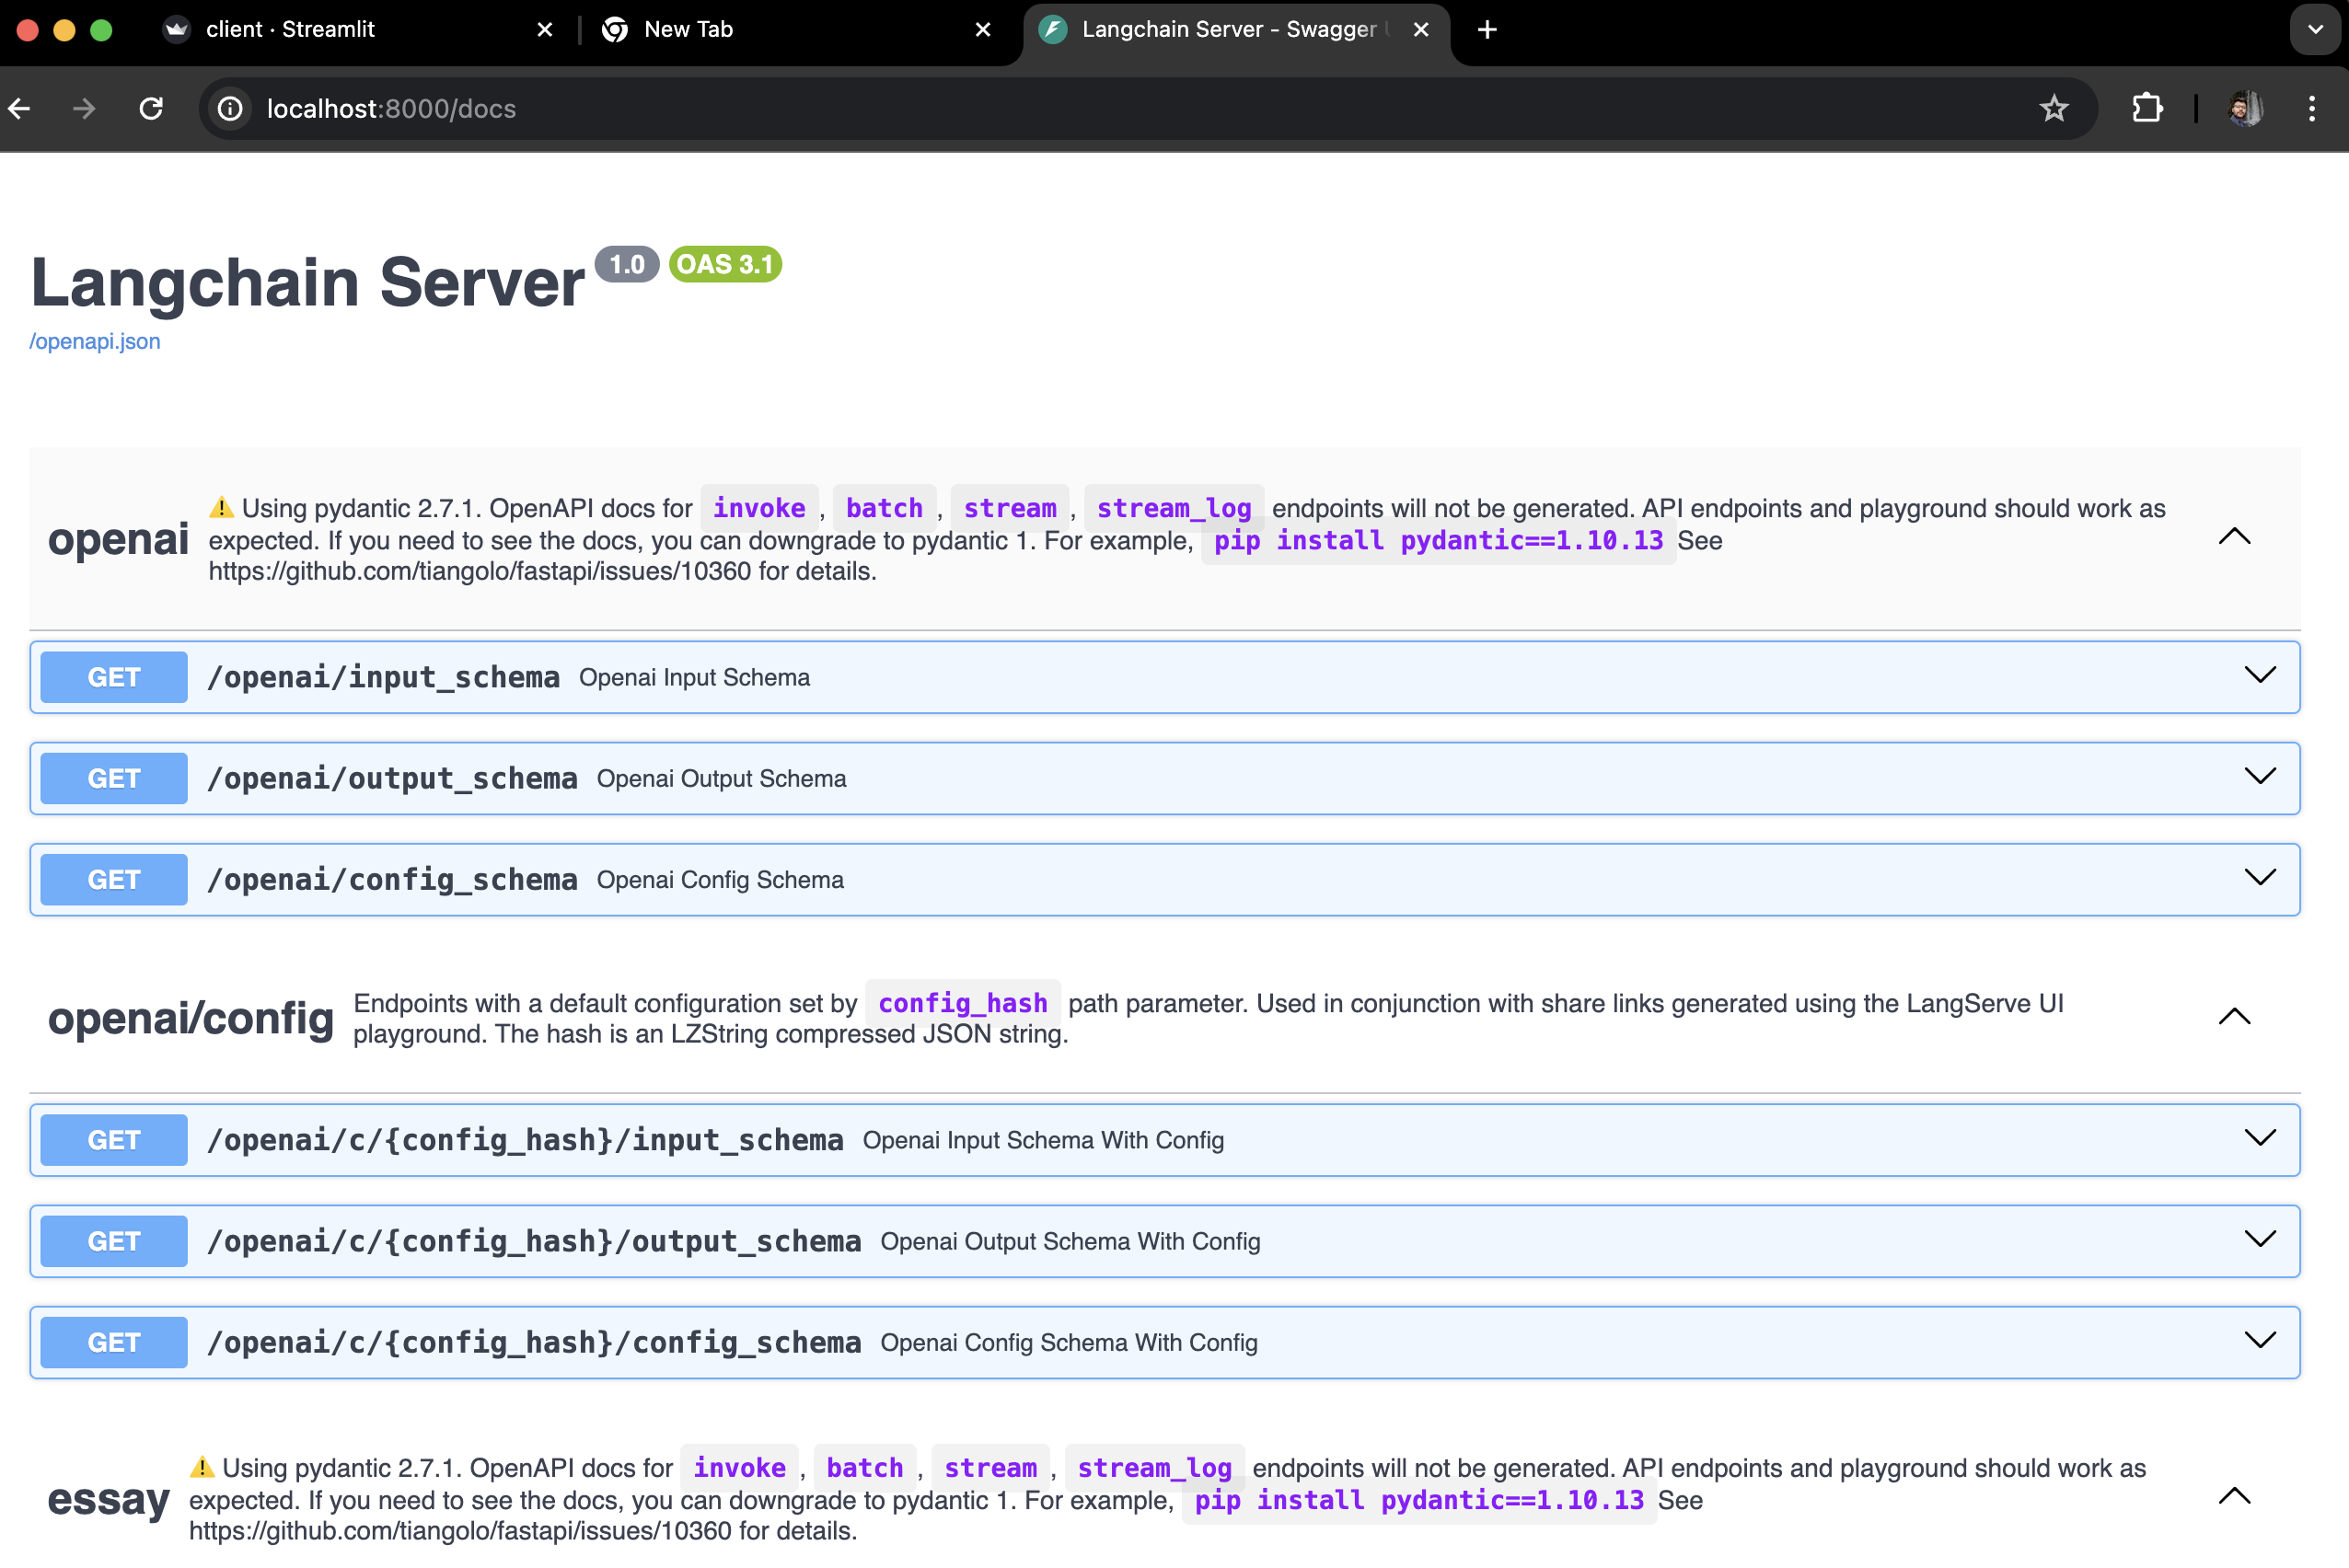 client · Streamlit
New Tab
Langchain Server - Swagger
localhost:8000/docs
Langchain Server 1.0 OAS 3.1
/openapi.json
openai
⚠️ Using pydantic 2.7.1. OpenAPI docs for invoke , batch , stream , stream_log endpoints will not be generated. API endpoints and playground should work as
expected. If you need to see the docs, you can downgrade to pydantic 1. For example, pip install pydantic==1.10.13 See
https://github.com/tiangolo/fastapi/issues/10360 for details.
GET /openai/input_schema Openai Input Schema
GET /openai/output_schema Openai Output Schema
GET /openai/config_schema Openai Config Schema
openai/config
Endpoints with a default configuration set by config_hash path parameter. Used in conjunction with share links generated using the LangServe UI
playground. The hash is an LZString compressed JSON string.
GET /openai/c/{config_hash}/input_schema Openai Input Schema With Config
GET /openai/c/{config_hash}/output_schema Openai Output Schema With Config
GET /openai/c/{config_hash}/config_schema Openai Config Schema With Config
essay
⚠️ Using pydantic 2.7.1. OpenAPI docs for invoke , batch , stream , stream_log endpoints will not be generated. API endpoints and playground should work as
expected. If you need to see the docs, you can downgrade to pydantic 1. For example, pip install pydantic==1.10.13 See
https://github.com/tiangolo/fastapi/issues/10360 for details.